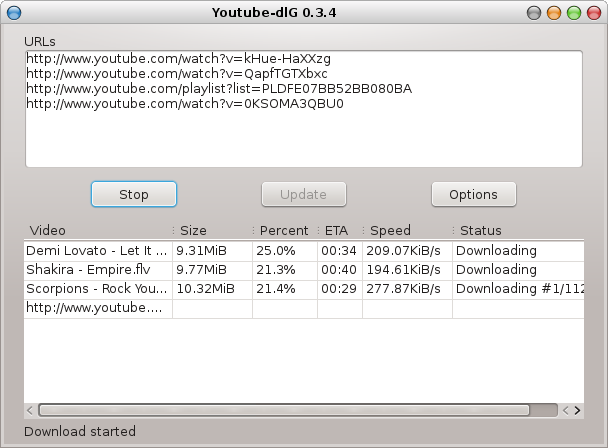 Youtube-dlG 0.3.4
URLs
http://www.youtube.com/watch?v=kHue-HaXXzg
http://www.youtube.com/watch?v=QapfTGTXbxc
http://www.youtube.com/playlist?list=PLDFE07BB52BB080BA
http://www.youtube.com/watch?v=0KSOMA3QBU0
Stop Update Options
Video Size Percent ETA Speed Status
Demi Lovato - Let It ... 9.31MiB 25.0% 00:34 209.07KiB/s Downloading
Shakira - Empire.flv 9.77MiB 21.3% 00:40 194.61KiB/s Downloading
Scorpions - Rock You... 10.32MiB 21.4% 00:29 277.87KiB/s Downloading #1/112
http://www.youtube....
Download started